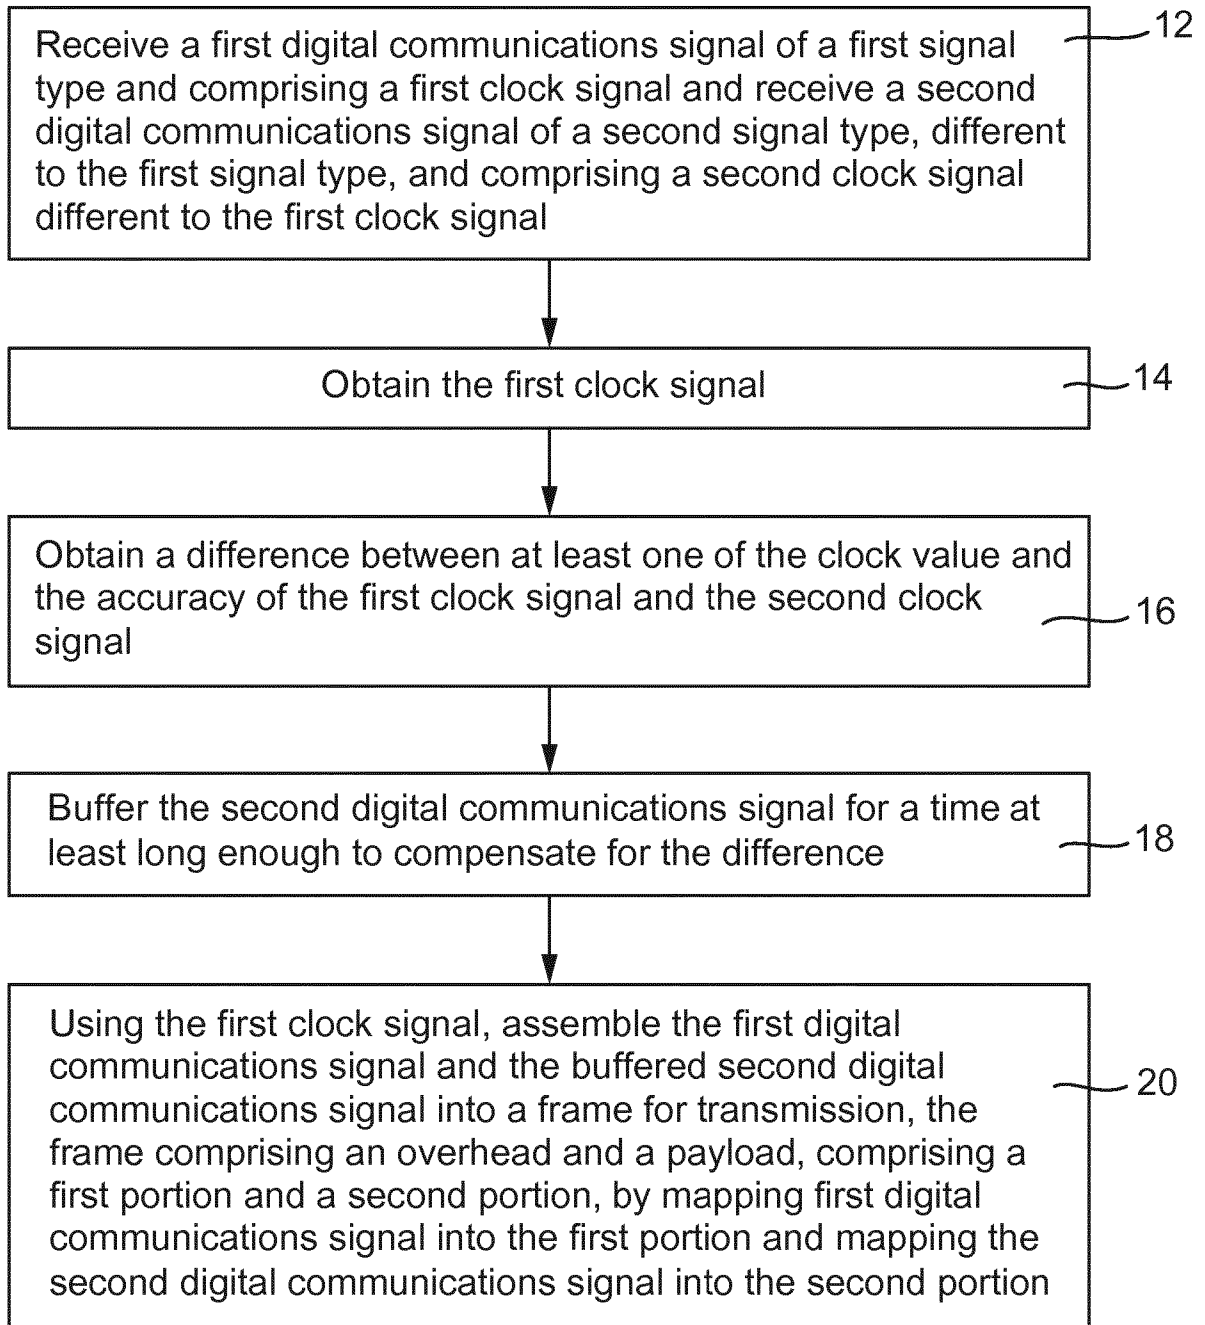 Receive a first digital communications signal of a first signal
type and comprising a first clock signal and receive a second
digital communications signal of a second signal type, different
to the first signal type, and comprising a second clock signal
different to the first clock signal
12
Obtain the first clock signal
14
Obtain a difference between at least one of the clock value and
the accuracy of the first clock signal and the second clock
signal
16
Buffer the second digital communications signal for a time at
least long enough to compensate for the difference
18
Using the first clock signal, assemble the first digital
communications signal and the buffered second digital
communications signal into a frame for transmission, the
frame comprising an overhead and a payload, comprising a
first portion and a second portion, by mapping first digital
communications signal into the first portion and mapping the
second digital communications signal into the second portion
20